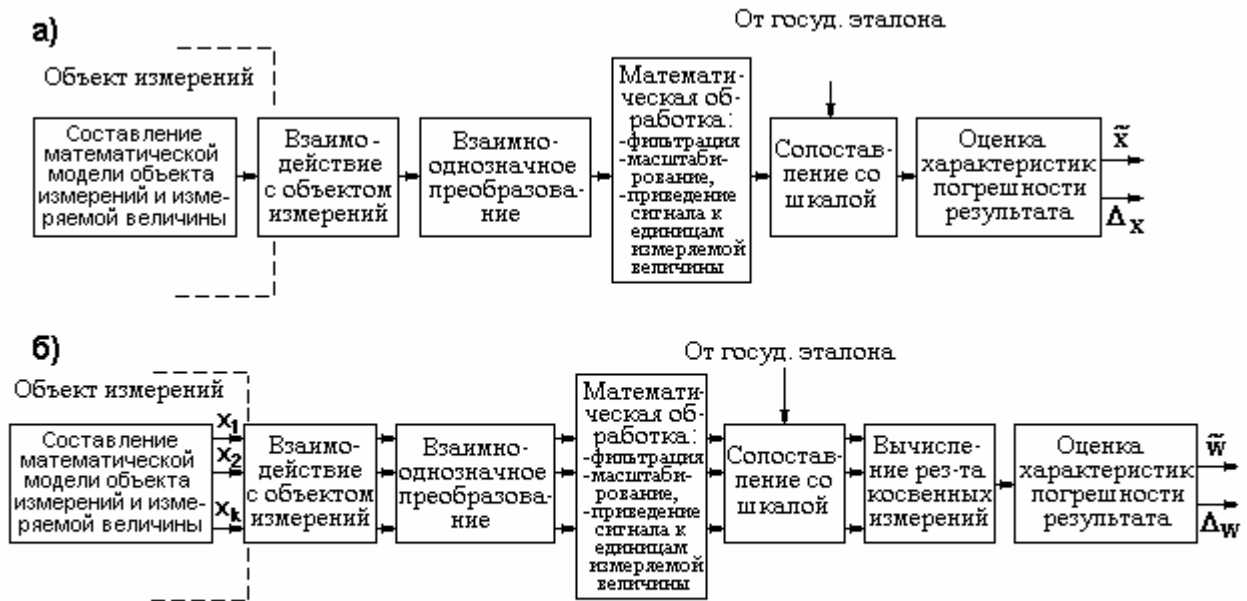 а)
От госуд. эталона
Объект измерений
Составление
математической
модели объекта
измерений и изме-
ряемой величины
Взаимо-
действие
с объектом
измерений
Взаимно-
однозначное
преобразова-
ние
Математи-
ческая об-
работка:
-фильтрация
-масштаби-
рование,
-приведение
сигнала к
единицам
измеряемой
величины
Сопостав-
ление со
шкалой
Оценка
характеристик
погрешности
результата
x̃
Δx
б)
От госуд. эталона
Объект измерений
Составление
математической
модели объекта
измерений и изме-
ряемой величины
x1
x2
xk
Взаимо-
действие
с объектом
измерений
Взаимно-
однозначное
преобразова-
ние
Математи-
ческая об-
работка:
-фильтрация
-масштаби-
рование,
-приведение
сигнала к
единицам
измеряемой
величины
Сопостав-
ление со
шкалой
Вычисле-
ние рез-та
косвенных
измерений
Оценка
характеристик
погрешности
результата
w̃
Δw